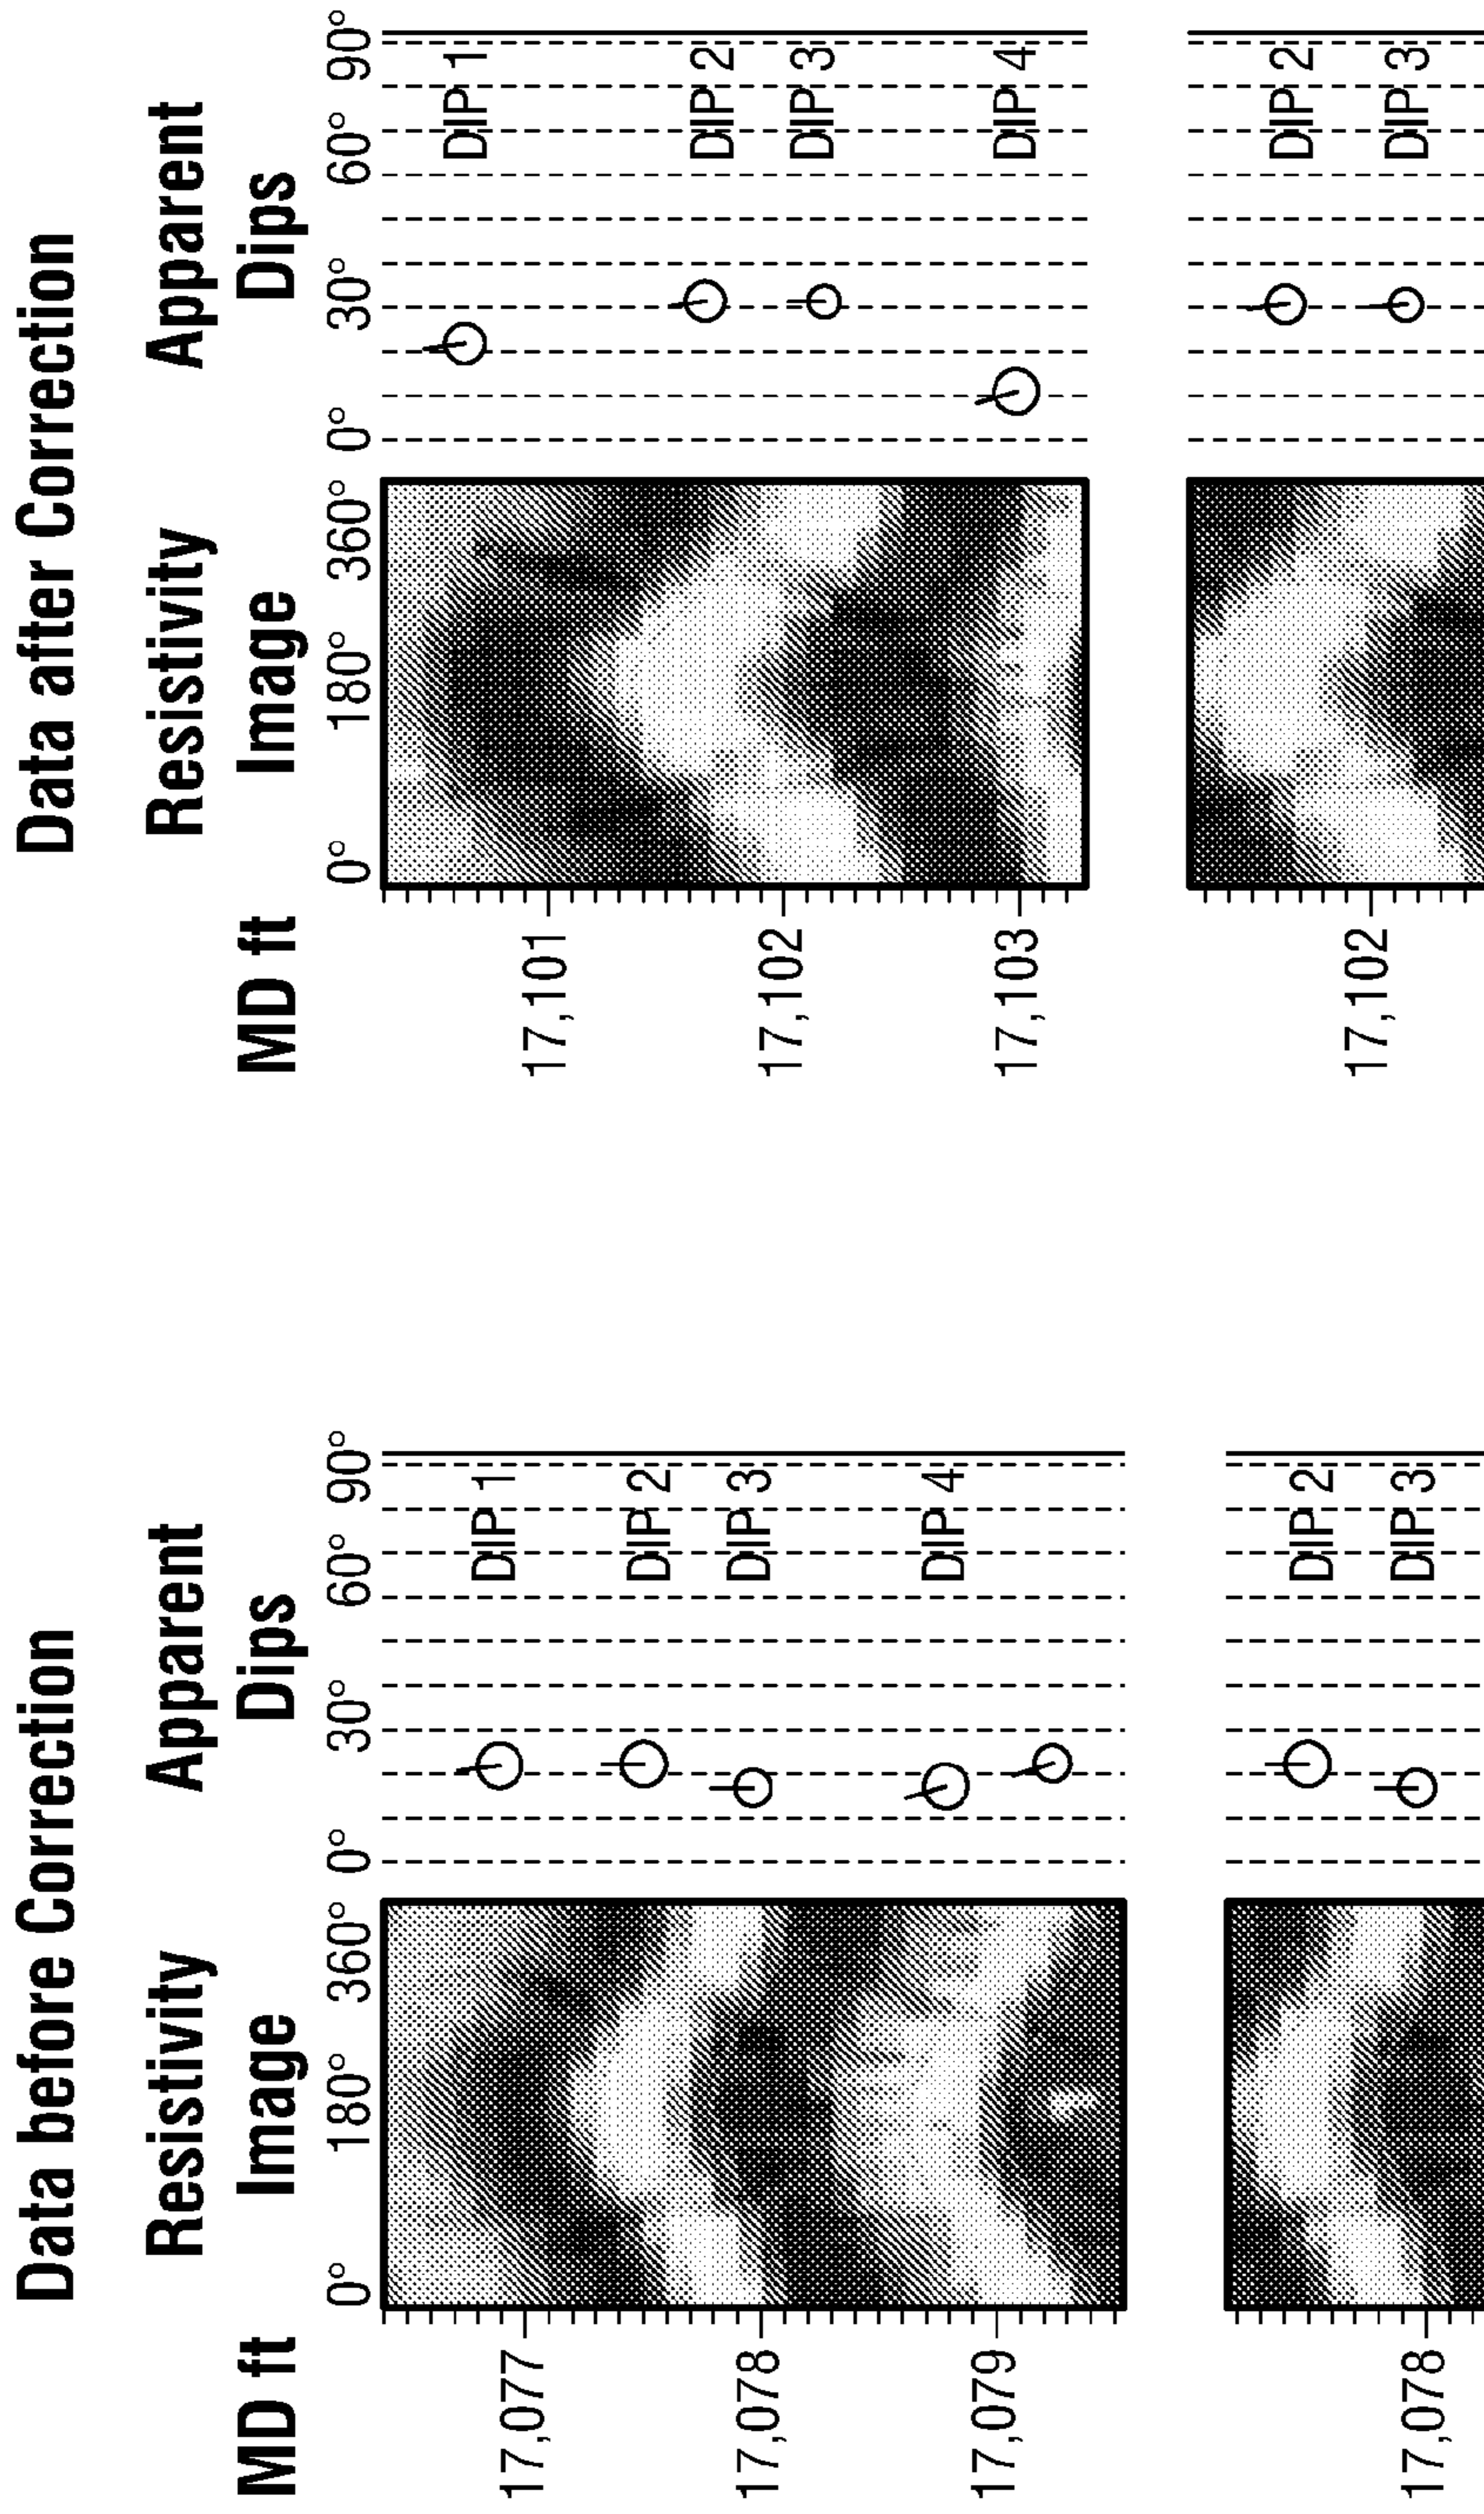 Data before Correction
MD ft
Resistivity
Image
Apparent
Dips
0° 180° 360°
0° 30° 60° 90°
17,077
17,078
17,079
DIP 1
DIP 2
DIP 3
DIP 4
17,078
DIP 2
DIP 3
Data after Correction
MD ft
Resistivity
Image
Apparent
Dips
0° 180° 360°
0° 30° 60° 90°
17,101
17,102
17,103
DIP 1
DIP 2
DIP 3
DIP 4
17,102
DIP 2
DIP 3